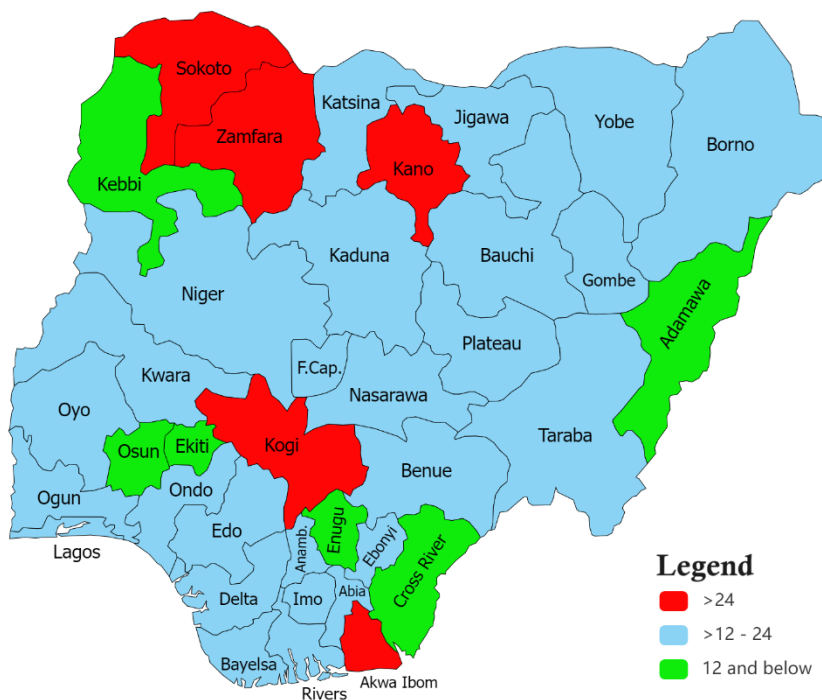 Sokoto
Katsina
Jigawa
Yobe
Borno
Zamfara
Kano
Kebbi
Kaduna
Bauchi
Gombe
Niger
Adamawa
Plateau
F.Cap.
Kwara
Nasarawa
Oyo
Taraba
Osun
Ekiti
Kogi
Benue
Ogun
Ondo
Edo
Anamb.
Enugu
Ebonyi
Lagos
Cross River
Delta
Imo
Abia
Bayelsa
Rivers
Akwa Ibom
Legend
>24
>12 - 24
12 and below